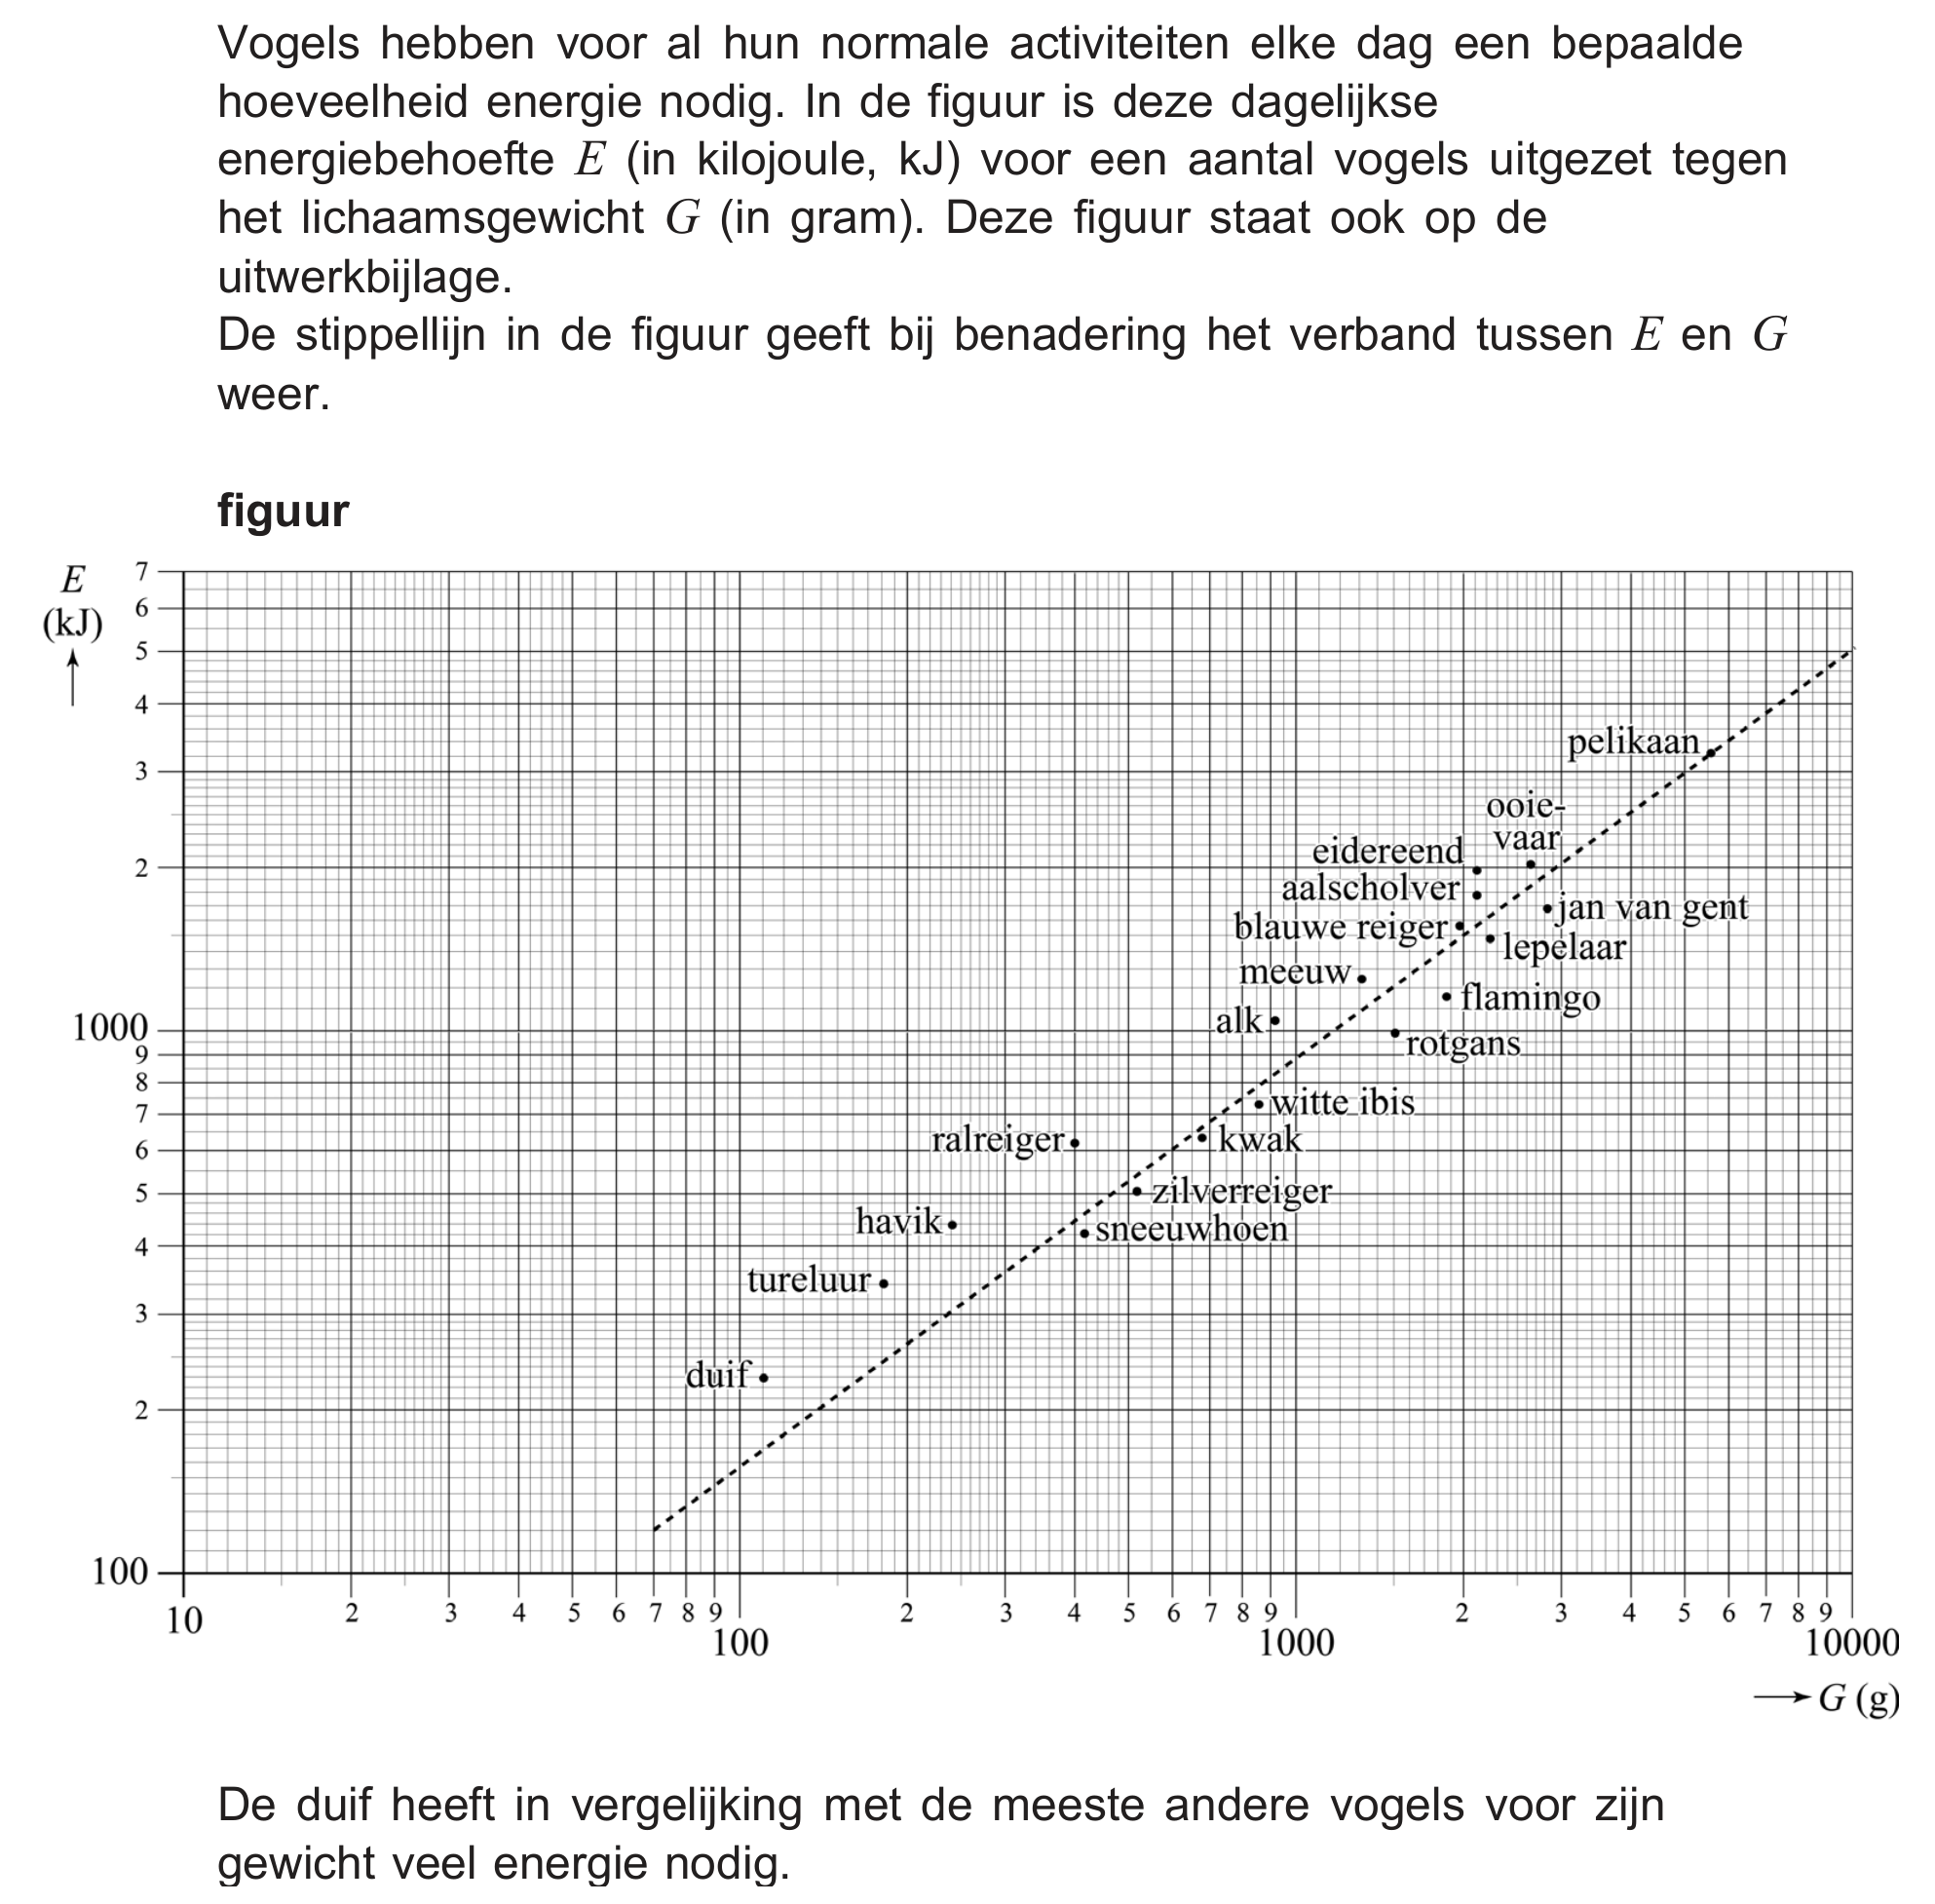 Vogels hebben voor al hun normale activiteiten elke dag een bepaalde
hoeveelheid energie nodig. In de figuur is deze dagelijkse
energiebehoefte E (in kilojoule, kJ) voor een aantal vogels uitgezet tegen
het lichaamsgewicht G (in gram). Deze figuur staat ook op de
uitwerkbijlage.
De stippellijn in de figuur geeft bij benadering het verband tussen E en G
weer.
figuur
E
(kJ)
7
6
5
4
3
2
1000
9
8
7
6
5
4
3
2
100
pelikaan
ooie-
vaar
eidereend
aalscholver
jan van gent
blauwe reiger
lepelaar
meeuw
flamingo
alk
rotgans
witte ibis
ralreiger
kwak
zilverreiger
havik
sneeuwhoen
tureluur
duif
10 2 3 4 5 6 7 8 9 100 2 3 4 5 6 7 8 9 1000 2 3 4 5 6 7 8 9 10000
G (g)
De duif heeft in vergelijking met de meeste andere vogels voor zijn
gewicht veel energie nodig.